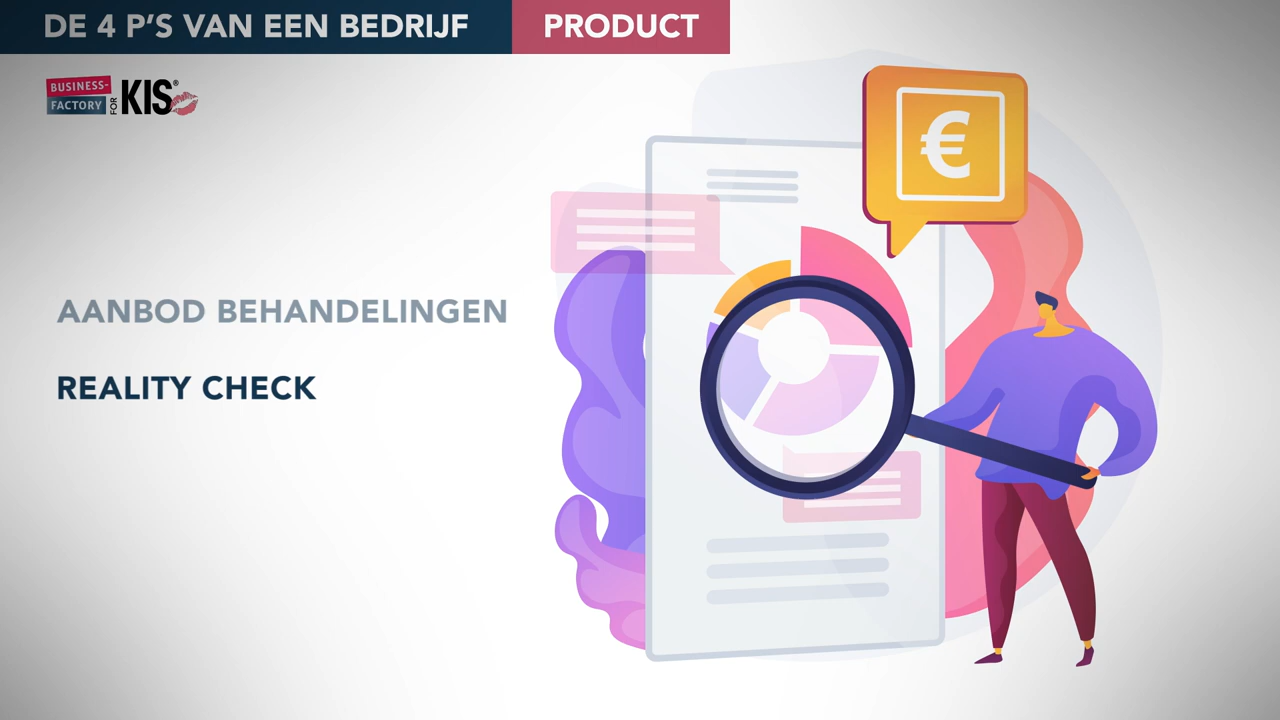 DE 4 P'S VAN EEN BEDRIJF PRODUCT
BUSINESS-
FACTORY
FOR
KIS®
€
AANBOD BEHANDELINGEN
REALITY CHECK